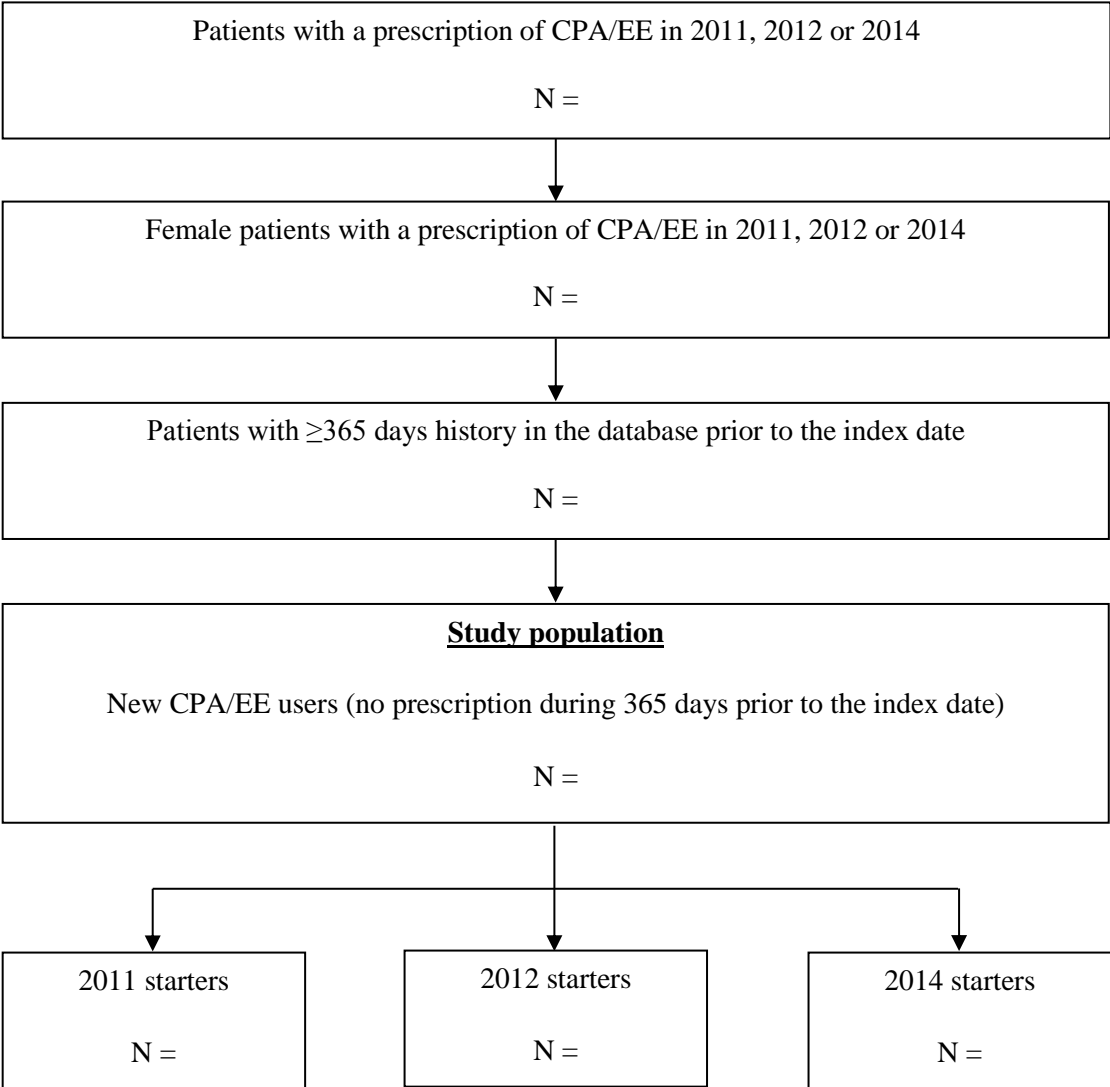 Patients with a prescription of CPA/EE in 2011, 2012 or 2014
N =
Female patients with a prescription of CPA/EE in 2011, 2012 or 2014
N =
Patients with ≥365 days history in the database prior to the index date
N =
Study population
New CPA/EE users (no prescription during 365 days prior to the index date)
N =
2011 starters
N =
2012 starters
N =
2014 starters
N =